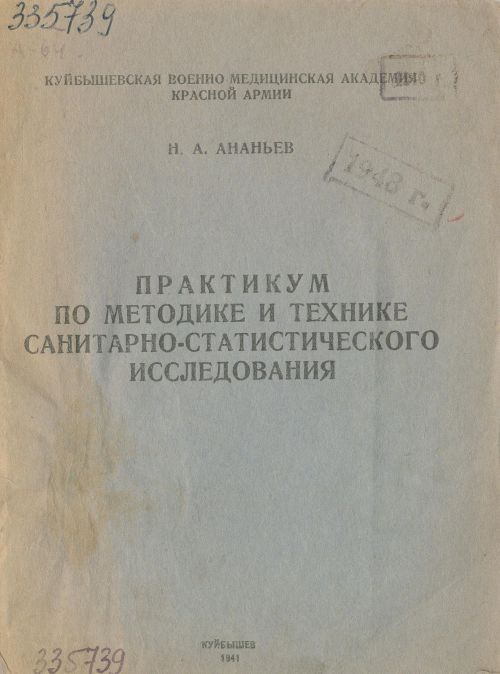 335739
А-64
КУЙБЫШЕВСКАЯ ВОЕННО МЕДИЦИНСКАЯ АКАДЕМИЯ
КРАСНОЙ АРМИИ
Н. А. АНАНЬЕВ
1948 г.
ПРАКТИКУМ
ПО МЕТОДИКЕ И ТЕХНИКЕ
САНИТАРНО-СТАТИСТИЧЕСКОГО
ИССЛЕДОВАНИЯ
КУЙБЫШЕВ
1941
335739